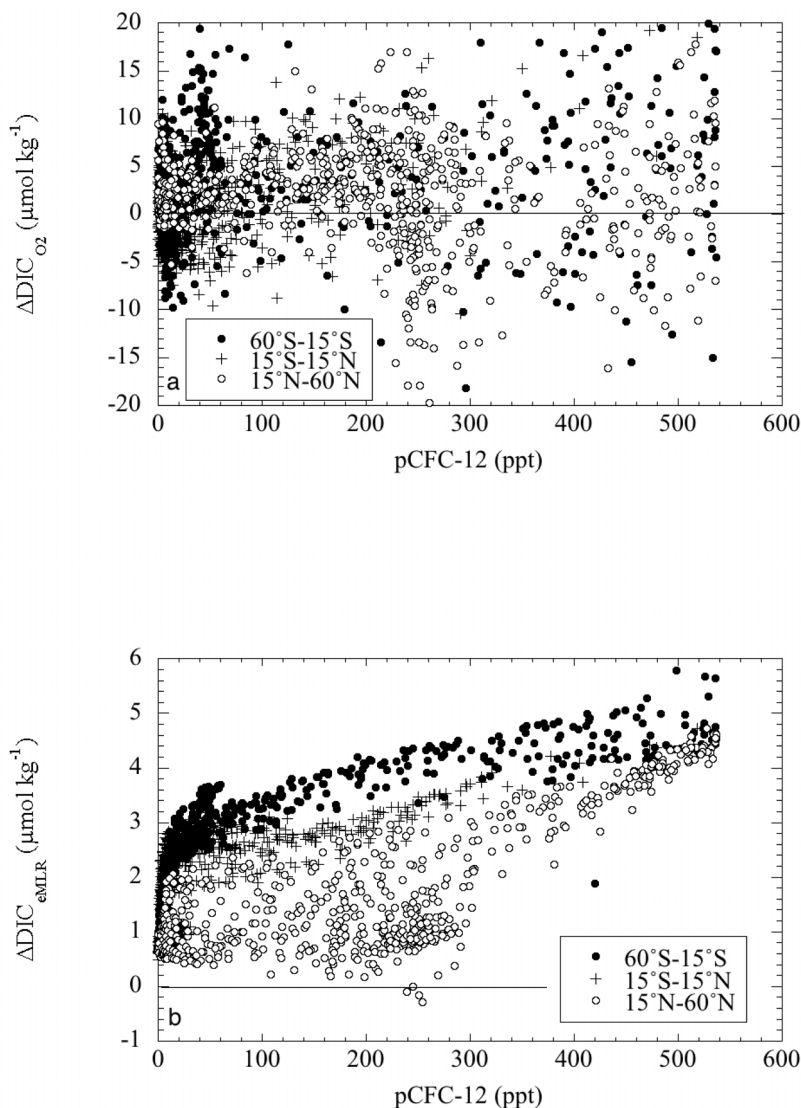 20
15
10
5
0
-5
-10
-15
-20
ΔDIC_O2 (µmol kg⁻¹)
60°S-15°S
15°S-15°N
15°N-60°N
a
0 100 200 300 400 500 600
pCFC-12 (ppt)
6
5
4
3
2
1
0
-1
ΔDIC_eMLR (µmol kg⁻¹)
60°S-15°S
15°S-15°N
15°N-60°N
b
0 100 200 300 400 500 600
pCFC-12 (ppt)